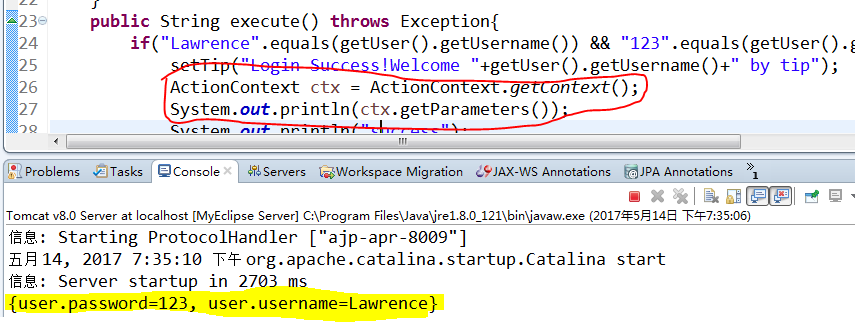 22 }
23 public String execute() throws Exception{
24 if("Lawrence".equals(getUser().getUsername()) && "123".equals(getUser().g
25 setTip("Login Success!Welcome "+getUser().getUsername()+" by tip");
26 ActionContext ctx = ActionContext.getContext();
27 System.out.println(ctx.getParameters());
28 System.out.println("success");
Problems Tasks Console Servers Workspace Migration JAX-WS Annotations JPA Annotations »1
Tomcat v8.0 Server at localhost [MyEclipse Server] C:\Program Files\Java\jre1.8.0_121\bin\javaw.exe (2017年5月14日 下午7:35:06)
信息: Starting ProtocolHandler ["ajp-apr-8009"]
五月14, 2017 7:35:10 下午 org.apache.catalina.startup.Catalina start
信息: Server startup in 2703 ms
{user.password=123, user.username=Lawrence}